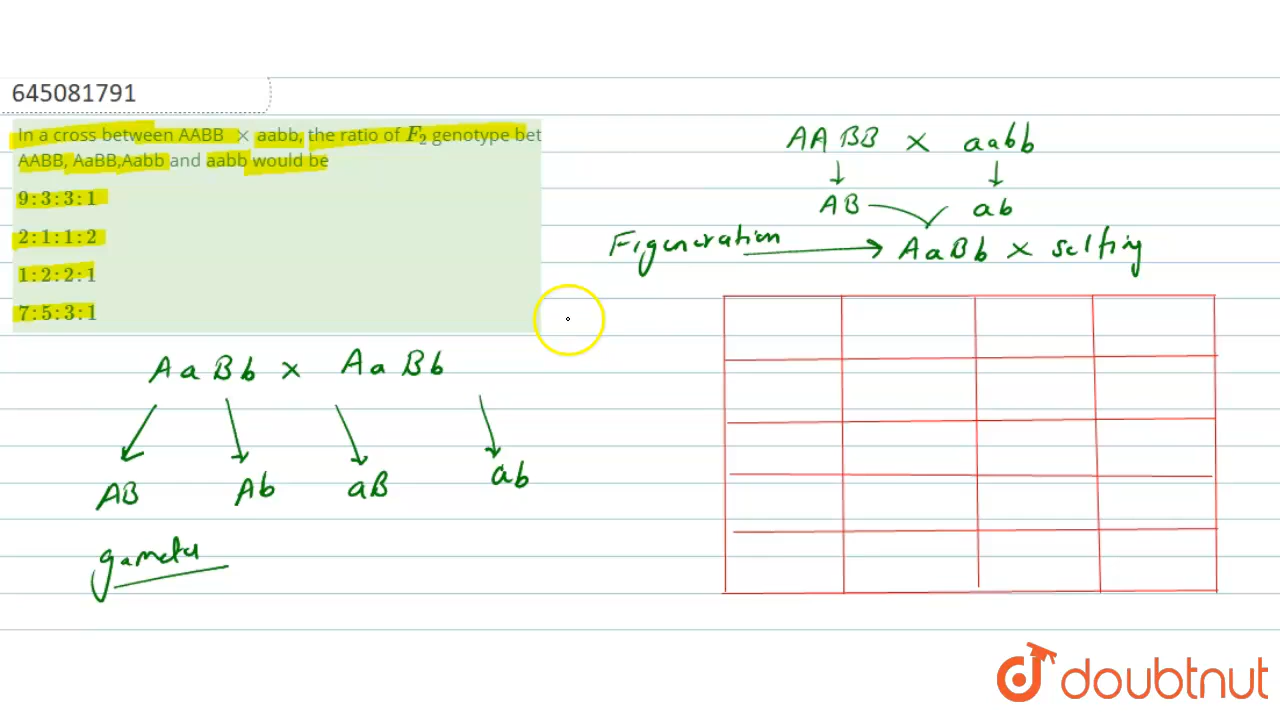 645081791
In a cross between AABB × aabb, the ratio of F₂ genotype bet
AABB, AaBB,Aabb and aabb would be
9 : 3 : 3 : 1
2 : 1 : 1 : 2
1 : 2 : 2 : 1
7 : 5 : 3 : 1
AABB × aabb
↓ ↓
AB ab
F₁generation → AaBb × selfing
AaBb × AaBb
AB Ab aB ab
gametes
doubtnut